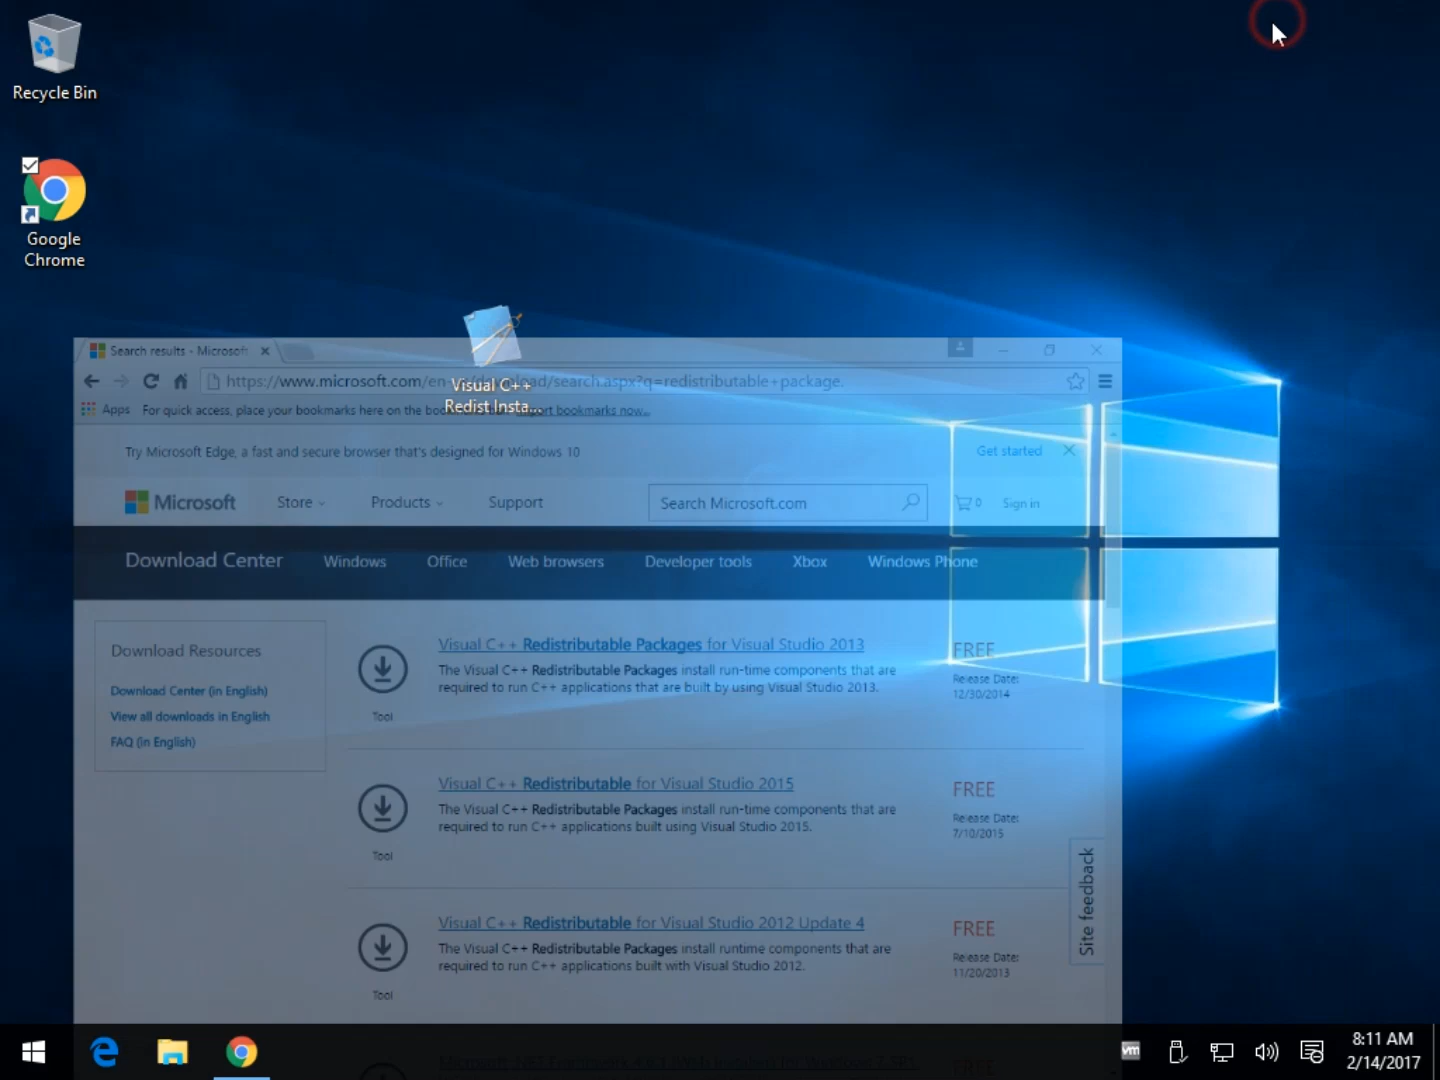 Recycle Bin
Google
Chrome
Visual C++
Redist Insta...
Search results - Microsoft
https://www.microsoft.com/en-us/download/search.aspx?q=redistributable+package.
Apps
For quick access, place your bookmarks here on the bookmarks bar. Import bookmarks now...
Try Microsoft Edge, a fast and secure browser that's designed for Windows 10
Get started
Microsoft
Store
Products
Support
Search Microsoft.com
0
Sign in
Download Center
Windows
Office
Web browsers
Developer tools
Xbox
Windows Phone
Download Resources
Download Center (in English)
View all downloads in English
FAQ (in English)
Visual C++ Redistributable Packages for Visual Studio 2013
The Visual C++ Redistributable Packages install run-time components that are
required to run C++ applications that are built by using Visual Studio 2013.
Tool
FREE
Release Date:
12/30/2014
Visual C++ Redistributable for Visual Studio 2015
The Visual C++ Redistributable Packages install run-time components that are
required to run C++ applications built using Visual Studio 2015.
Tool
FREE
Release Date:
7/10/2015
Visual C++ Redistributable for Visual Studio 2012 Update 4
The Visual C++ Redistributable Packages install runtime components that are
required to run C++ applications built with Visual Studio 2012.
Tool
FREE
Release Date:
11/20/2013
Site feedback
vm
8:11 AM
2/14/2017